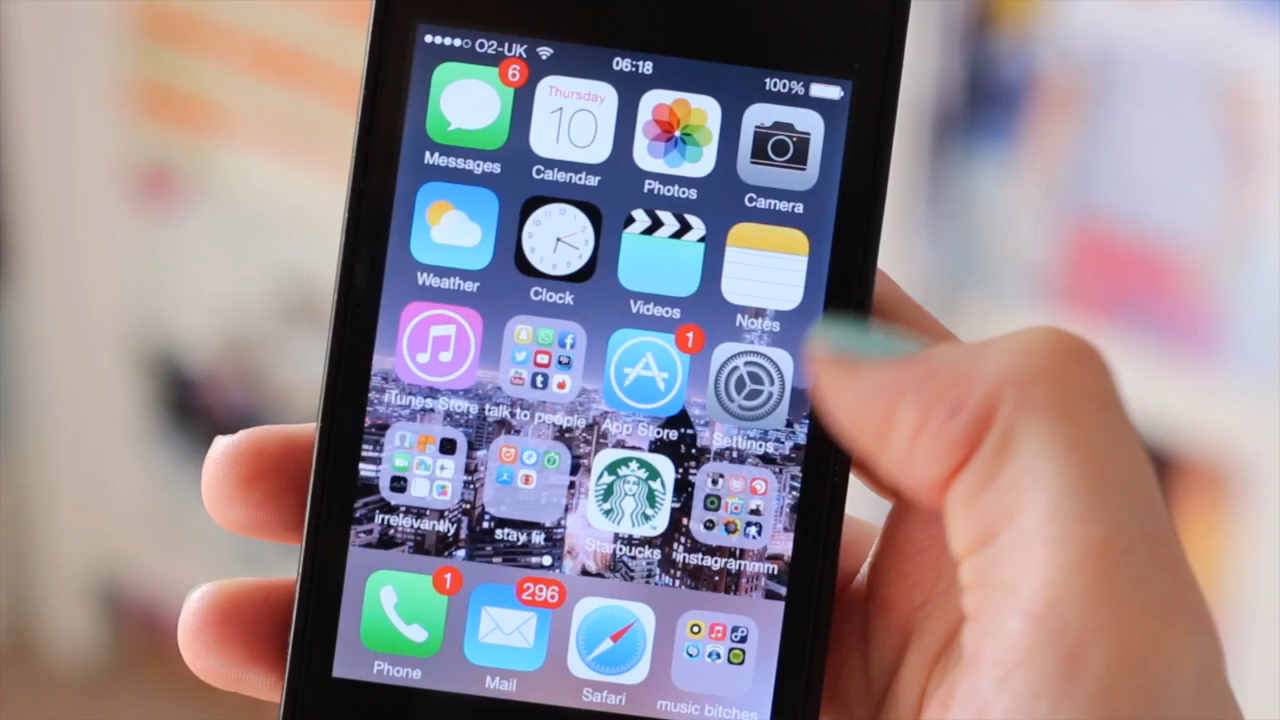 O2-UK 06:18 100%
6 Thursday
10
Messages Calendar Photos Camera
Weather Clock Videos Notes
1
iTunes Store talk to people App Store Settings
irrelevantly stay fit Starbucks instagrammm
1 296
Phone Mail Safari music bitches